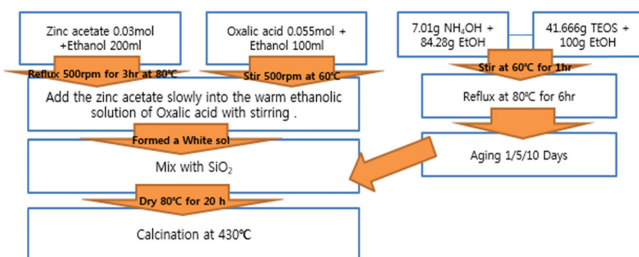 Zinc acetate 0.03mol
+Ethanol 200ml
Oxalic acid 0.055mol +
Ethanol 100ml
Reflux 500rpm for 3hr at 80℃
Stir 500rpm at 60℃
Add the zinc acetate slowly into the warm ethanolic
solution of Oxalic acid with stirring .
Formed a White sol
Mix with SiO₂
Dry 80℃ for 20 h
Calcination at 430℃
7.01g NH₄OH +
84.28g EtOH
41.666g TEOS +
100g EtOH
Stir at 60℃ for 1hr
Reflux at 80℃ for 6hr
Aging 1/5/10 Days